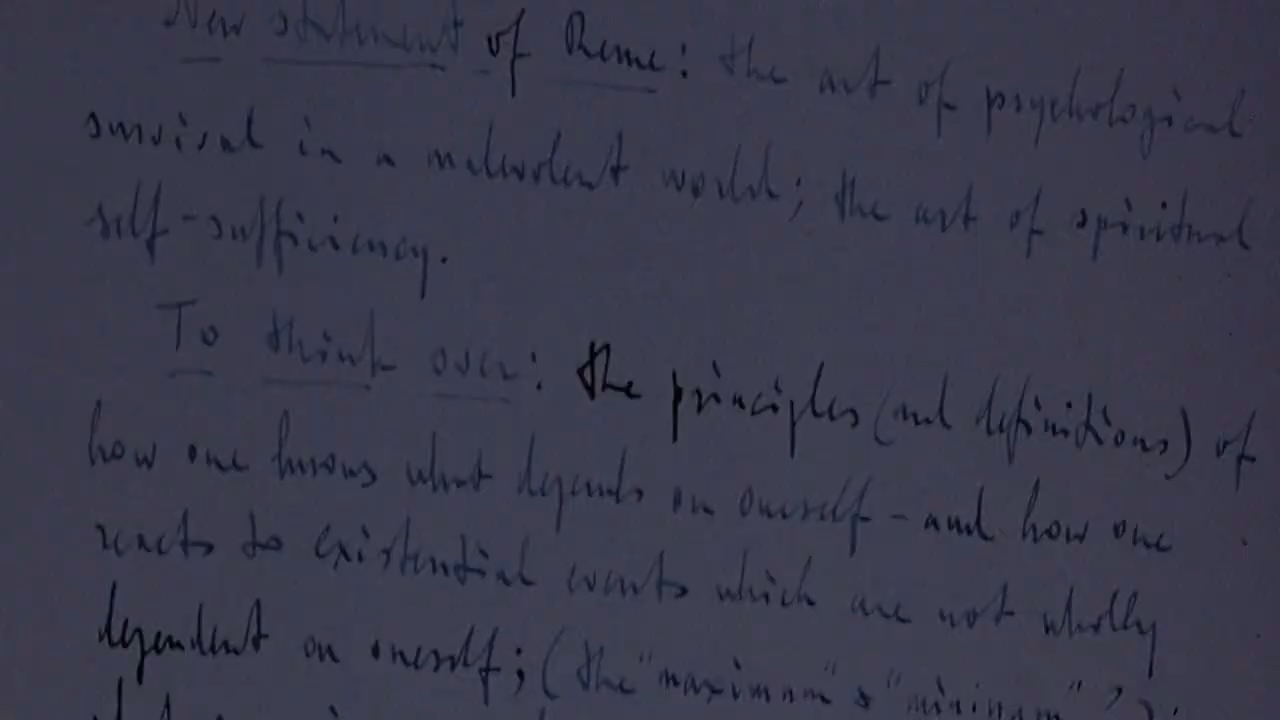 New statement of Theme: the art of psychological
survival in a malevolent world; the art of spiritual
self-sufficiency.
To think over: the principles (and definitions) of
how one knows what depends on oneself - and how one
reacts to existential events which are not wholly
dependent on oneself; (the "maximum" & "minimum" ?);